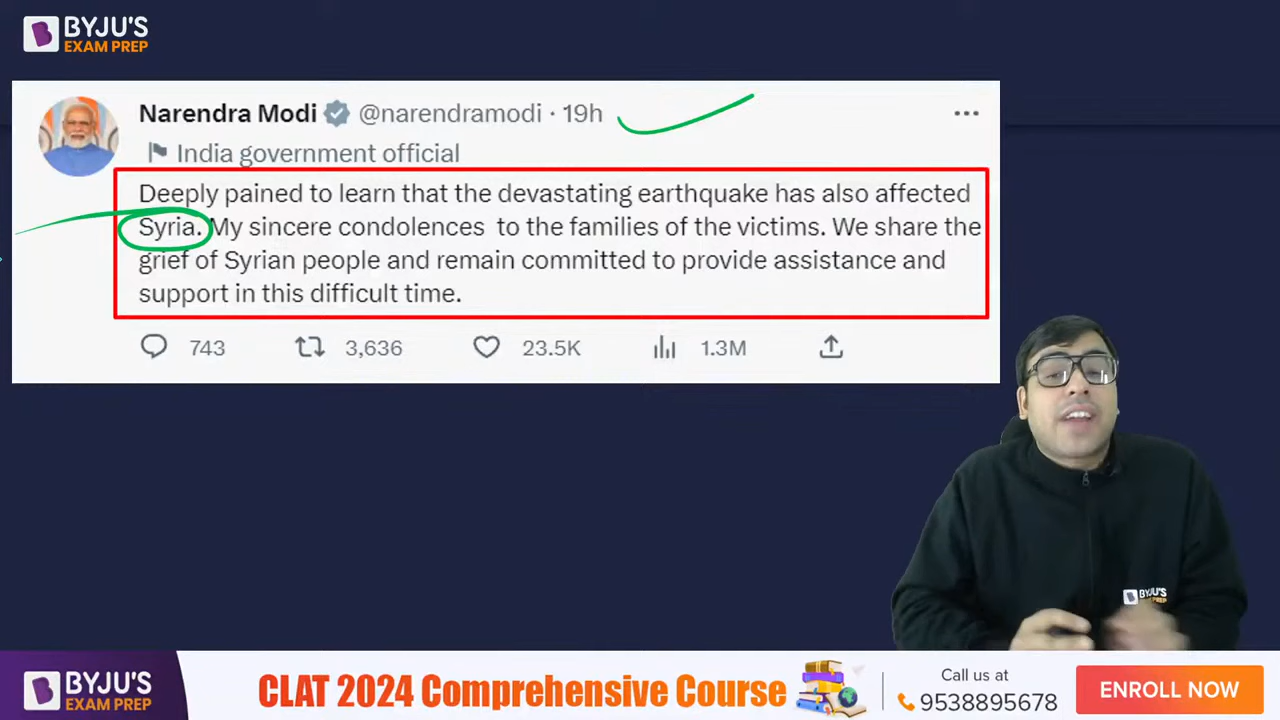 BYJU'S
EXAM PREP
Narendra Modi @narendramodi · 19h
India government official
Deeply pained to learn that the devastating earthquake has also affected
Syria. My sincere condolences to the families of the victims. We share the
grief of Syrian people and remain committed to provide assistance and
support in this difficult time.
743 3,636 23.5K 1.3M
BYJU'S
EXAM PREP
BYJU'S
EXAM PREP
CLAT 2024 Comprehensive Course
Call us at
9538895678
ENROLL NOW